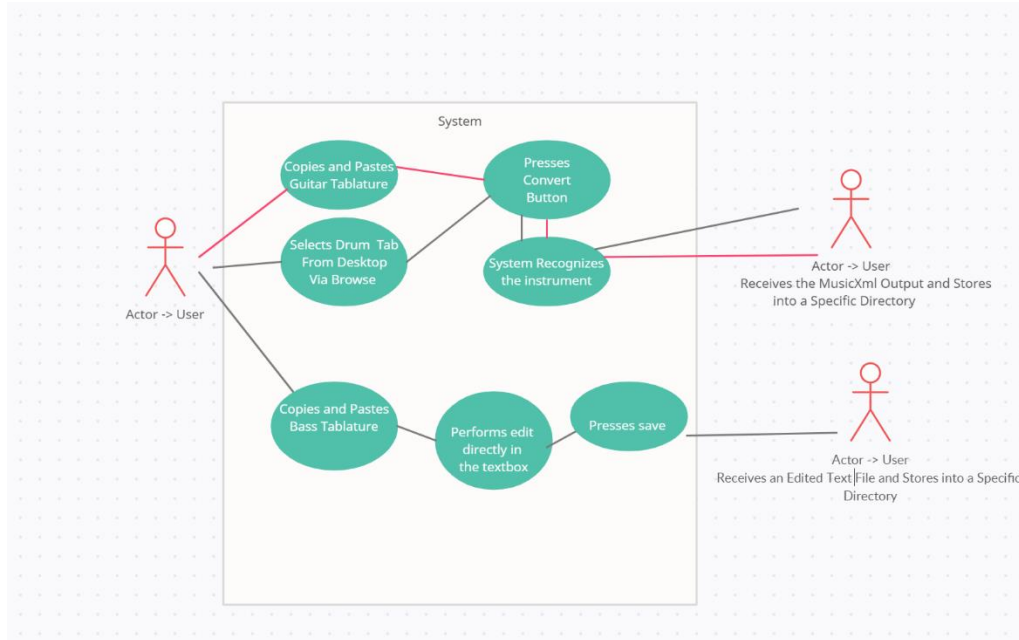 System
Copies and Pastes
Guitar Tablature
Presses
Convert
Button
Selects Drum Tab
From Desktop
Via Browse
System Recognizes
the instrument
Actor -> User
Actor -> User
Receives the MusicXml Output and Stores
into a Specific Directory
Copies and Pastes
Bass Tablature
Performs edit
directly in
the textbox
Presses save
Actor -> User
Receives an Edited Text File and Stores into a Specific
Directory